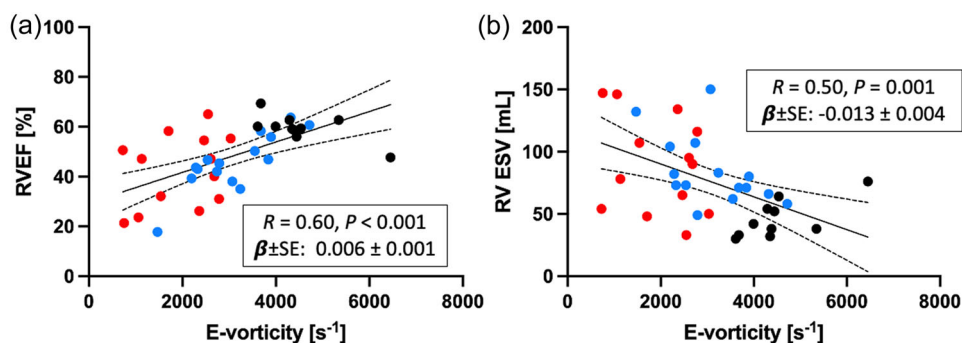 (a)
RVEF [%]
100
80
60
40
20
0
0 2000 4000 6000 8000
E-vorticity [s⁻¹]
R = 0.60, P < 0.001
β±SE: 0.006 ± 0.001
(b)
RV ESV [mL]
200
150
100
50
0
0 2000 4000 6000 8000
E-vorticity [s⁻¹]
R = 0.50, P = 0.001
β±SE: -0.013 ± 0.004